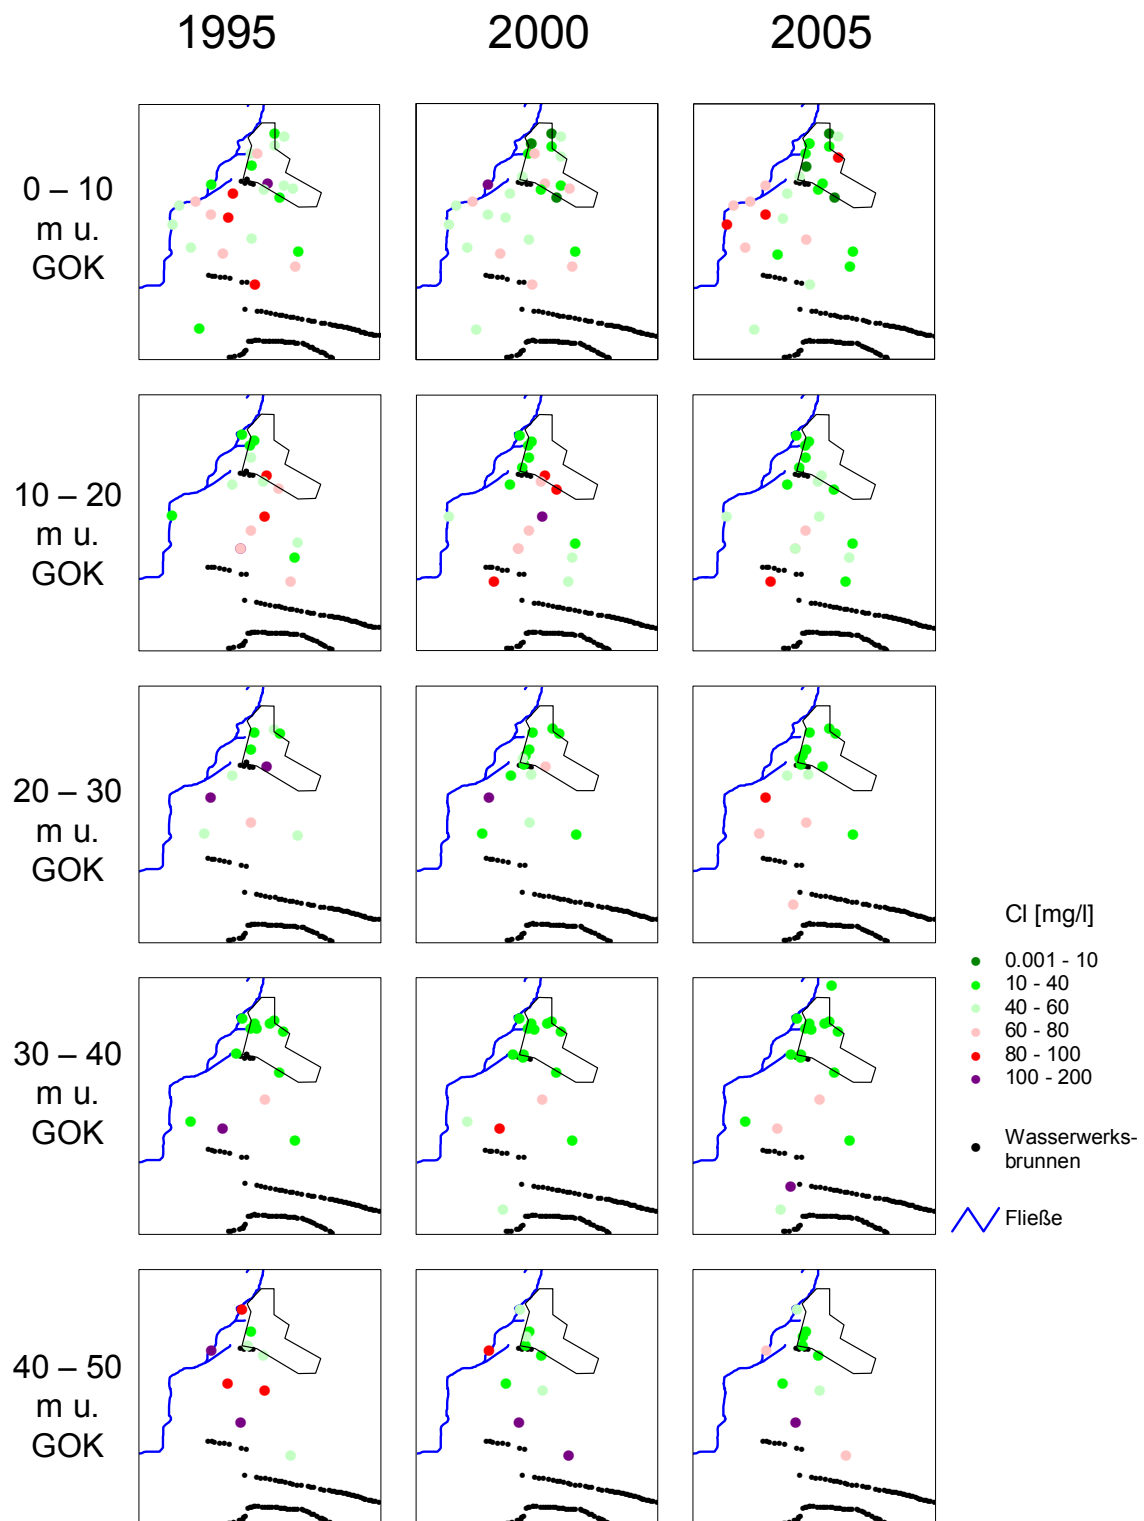 1995 2000 2005
0 – 10
m u.
GOK
10 – 20
m u.
GOK
20 – 30
m u.
GOK
30 – 40
m u.
GOK
40 – 50
m u.
GOK
Cl [mg/l]
0.001 - 10
10 - 40
40 - 60
60 - 80
80 - 100
100 - 200
Wasserwerks-
brunnen
Fließe